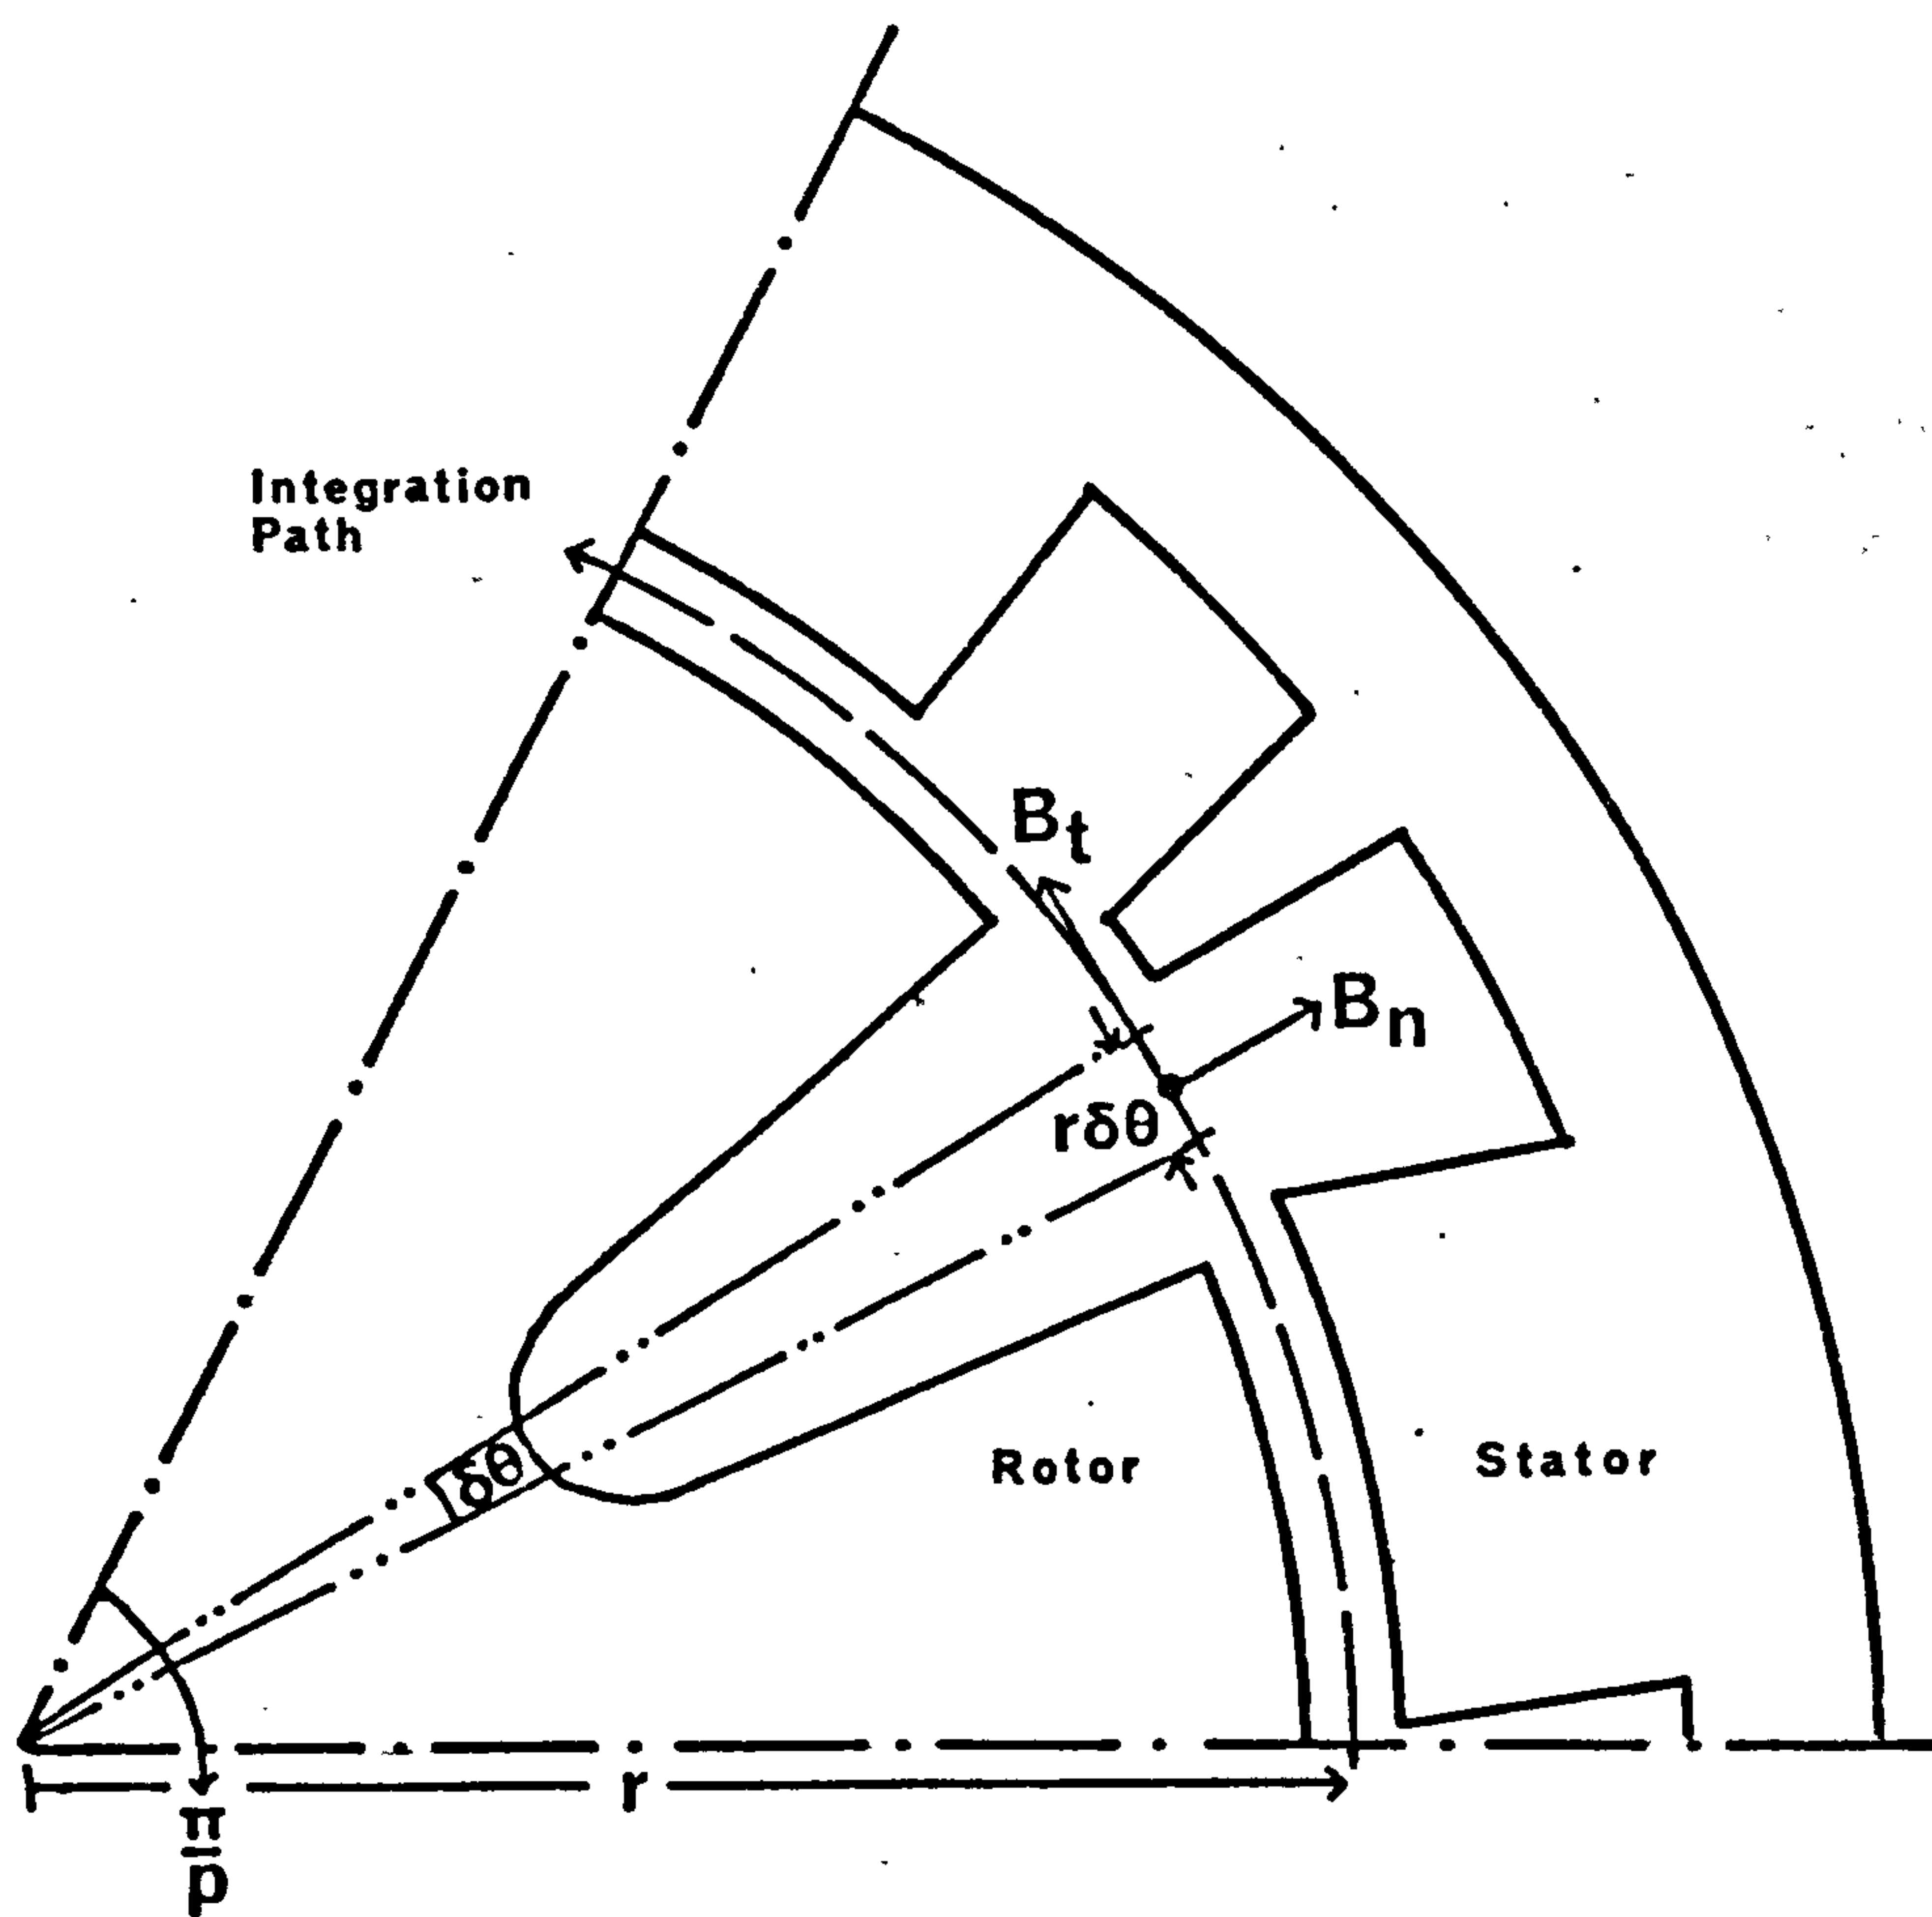 Integration
Path
Bt
Bn
rδθ
δθ
Rotor
Stator
r
π
p